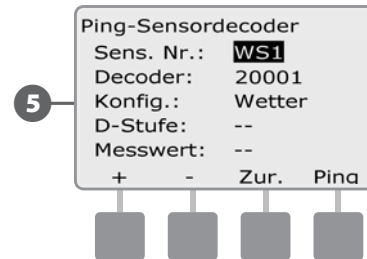 Ping-Sensordecoder
Sens. Nr.: WS1
Decoder: 20001
5
Konfig.: Wetter
D-Stufe: --
Messwert: --
+ - Zur. Ping